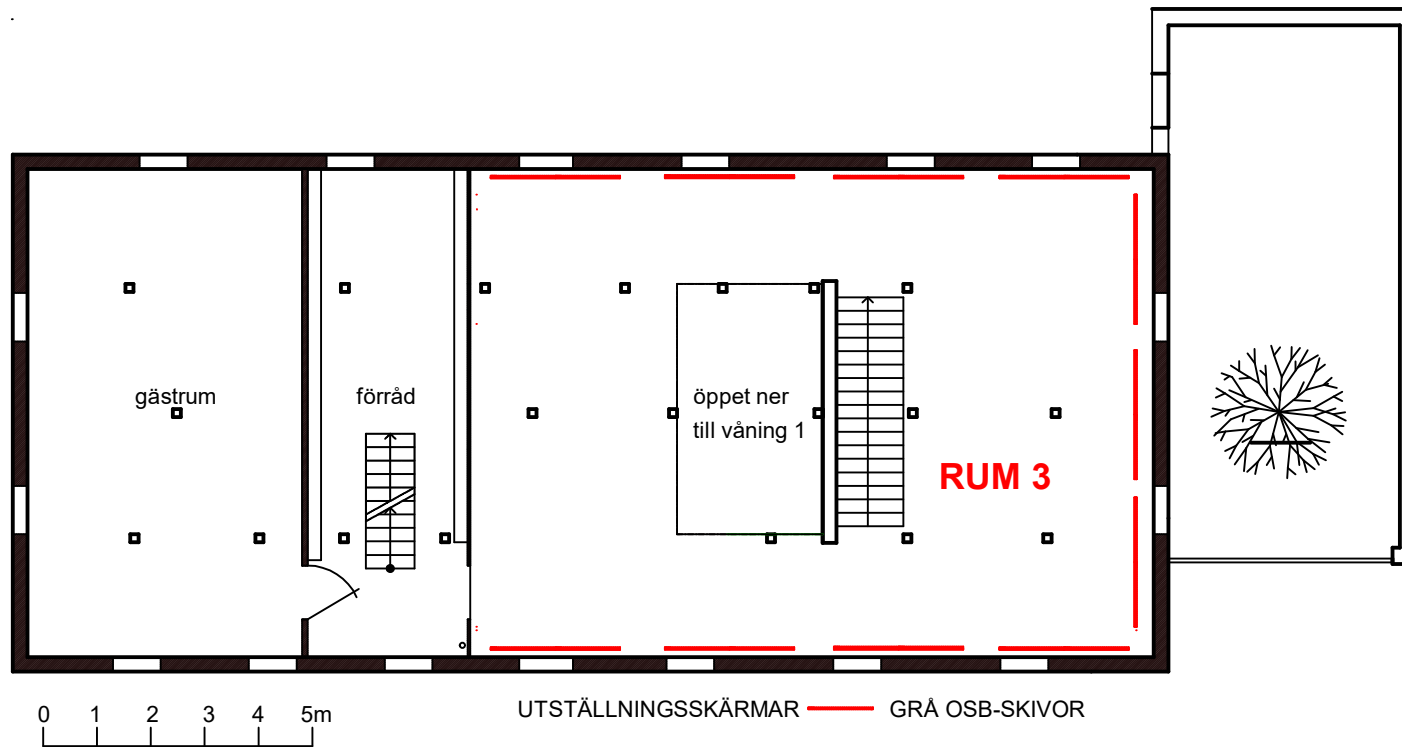 gästrum
förråd
öppet ner
till våning 1
RUM 3
0 1 2 3 4 5m
UTSTÄLLNINGSSKÄRMAR GRÅ OSB-SKIVOR